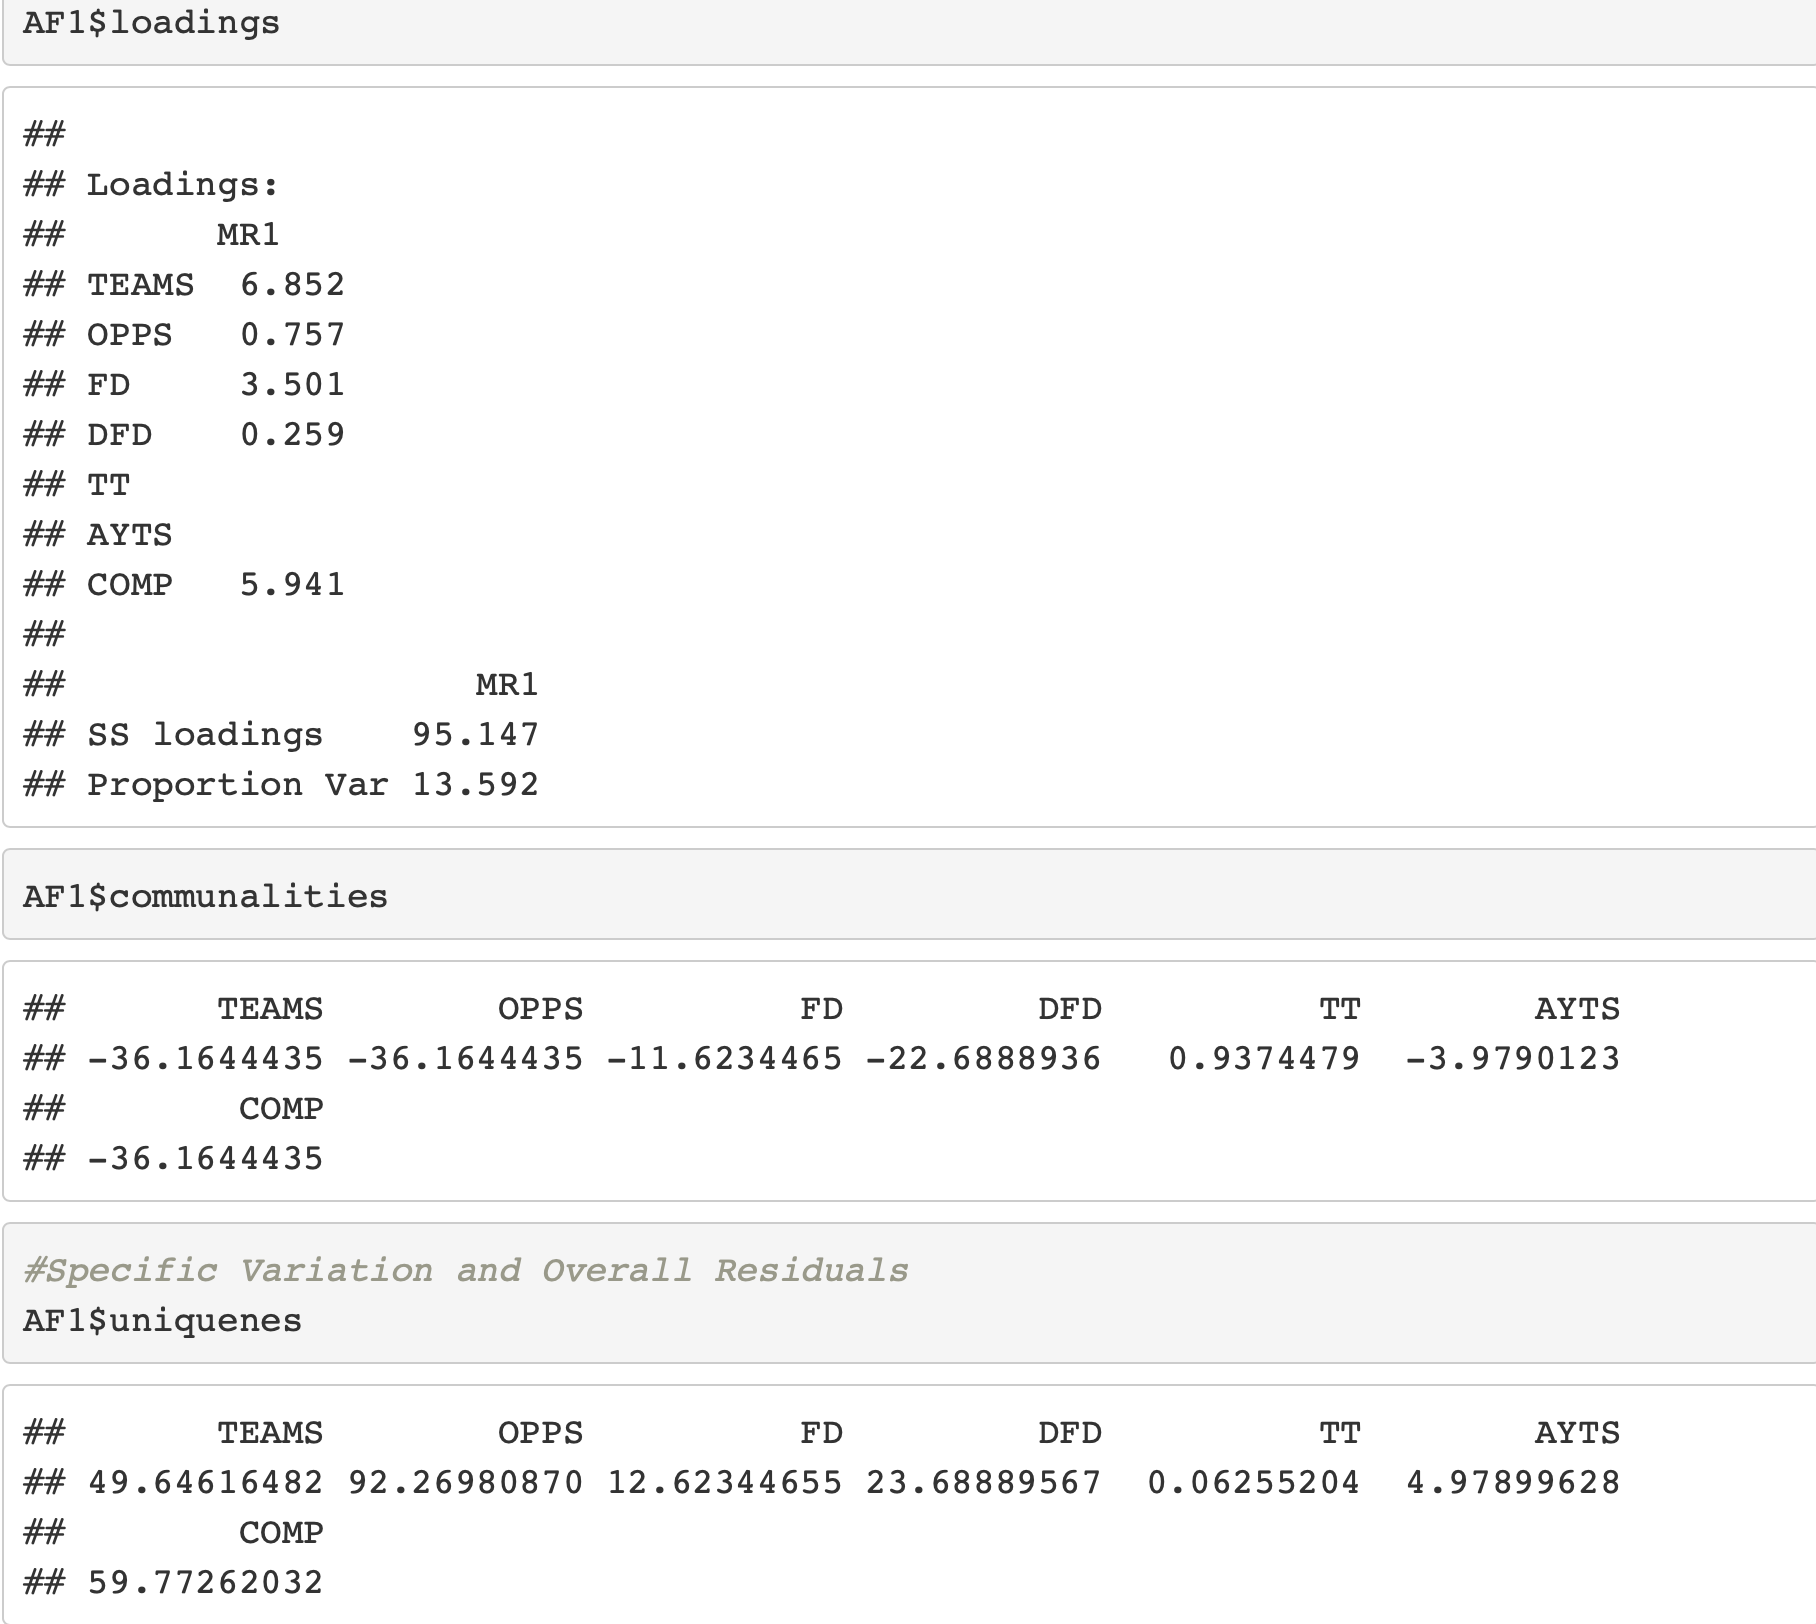 AF1$loadings
##
## Loadings:
##       MR1
## TEAMS  6.852
## OPPS   0.757
## FD     3.501
## DFD    0.259
## TT
## AYTS
## COMP   5.941
##
##                   MR1
## SS loadings    95.147
## Proportion Var 13.592
AF1$communalities
##       TEAMS        OPPS          FD         DFD          TT        AYTS
## -36.1644435 -36.1644435 -11.6234465 -22.6888936   0.9374479  -3.9790123
##        COMP
## -36.1644435
#Specific Variation and Overall Residuals
AF1$uniquenes
##       TEAMS        OPPS          FD         DFD          TT        AYTS
## 49.64616482 92.26980870 12.62344655 23.68889567  0.06255204  4.97899628
##        COMP
## 59.77262032